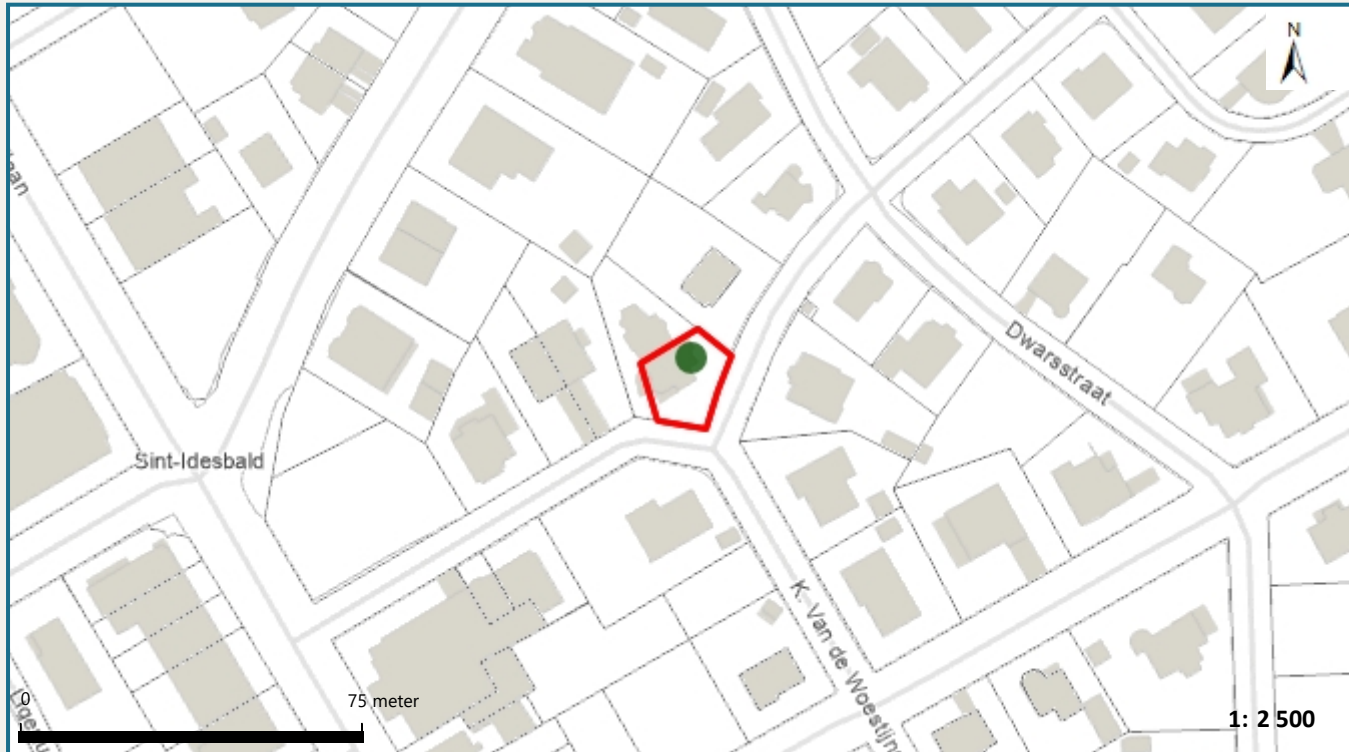 N
Dwarsstraat
Sint-Idesbald
K. Van de Woestijn
0
75 meter
1: 2 500